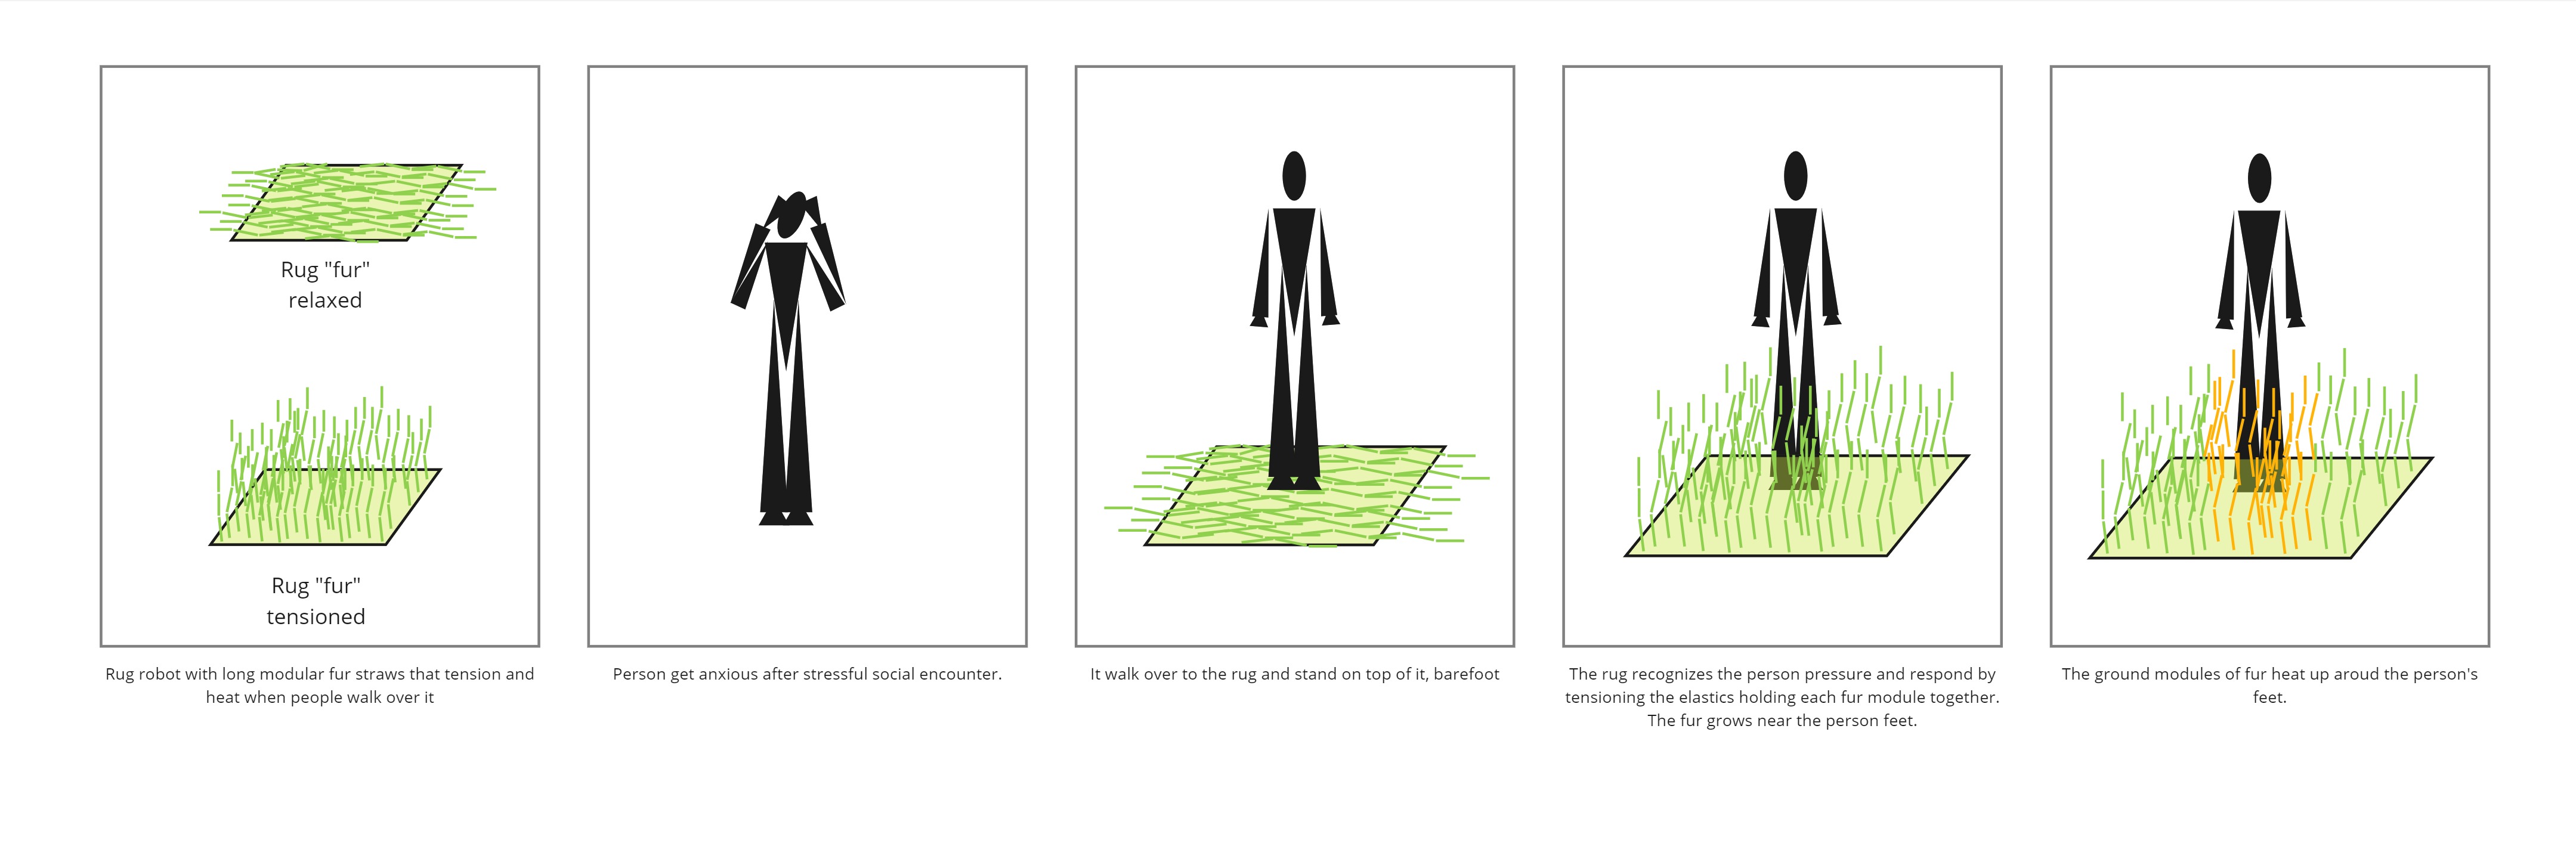 Rug "fur"
relaxed
Rug "fur"
tensioned
Rug robot with long modular fur straws that tension and
heat when people walk over it
Person get anxious after stressful social encounter.
It walk over to the rug and stand on top of it, barefoot
The rug recognizes the person pressure and respond by
tensioning the elastics holding each fur module together.
The fur grows near the person feet.
The ground modules of fur heat up aroud the person's
feet.